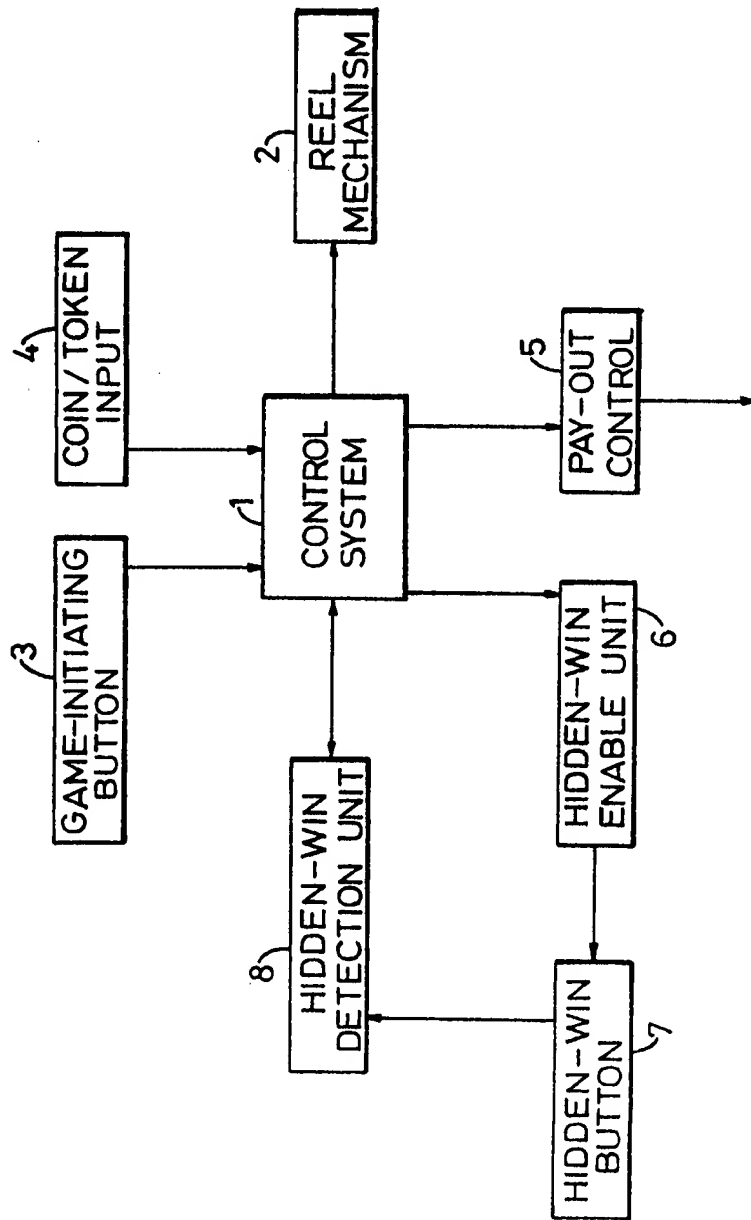 3
GAME-INITIATING
BUTTON
4
COIN/TOKEN
INPUT
8
HIDDEN-WIN
DETECTION UNIT
1
CONTROL
SYSTEM
2
REEL
MECHANISM
HIDDEN-WIN
BUTTON
7
HIDDEN-WIN
ENABLE UNIT
6
5
PAY-OUT
CONTROL